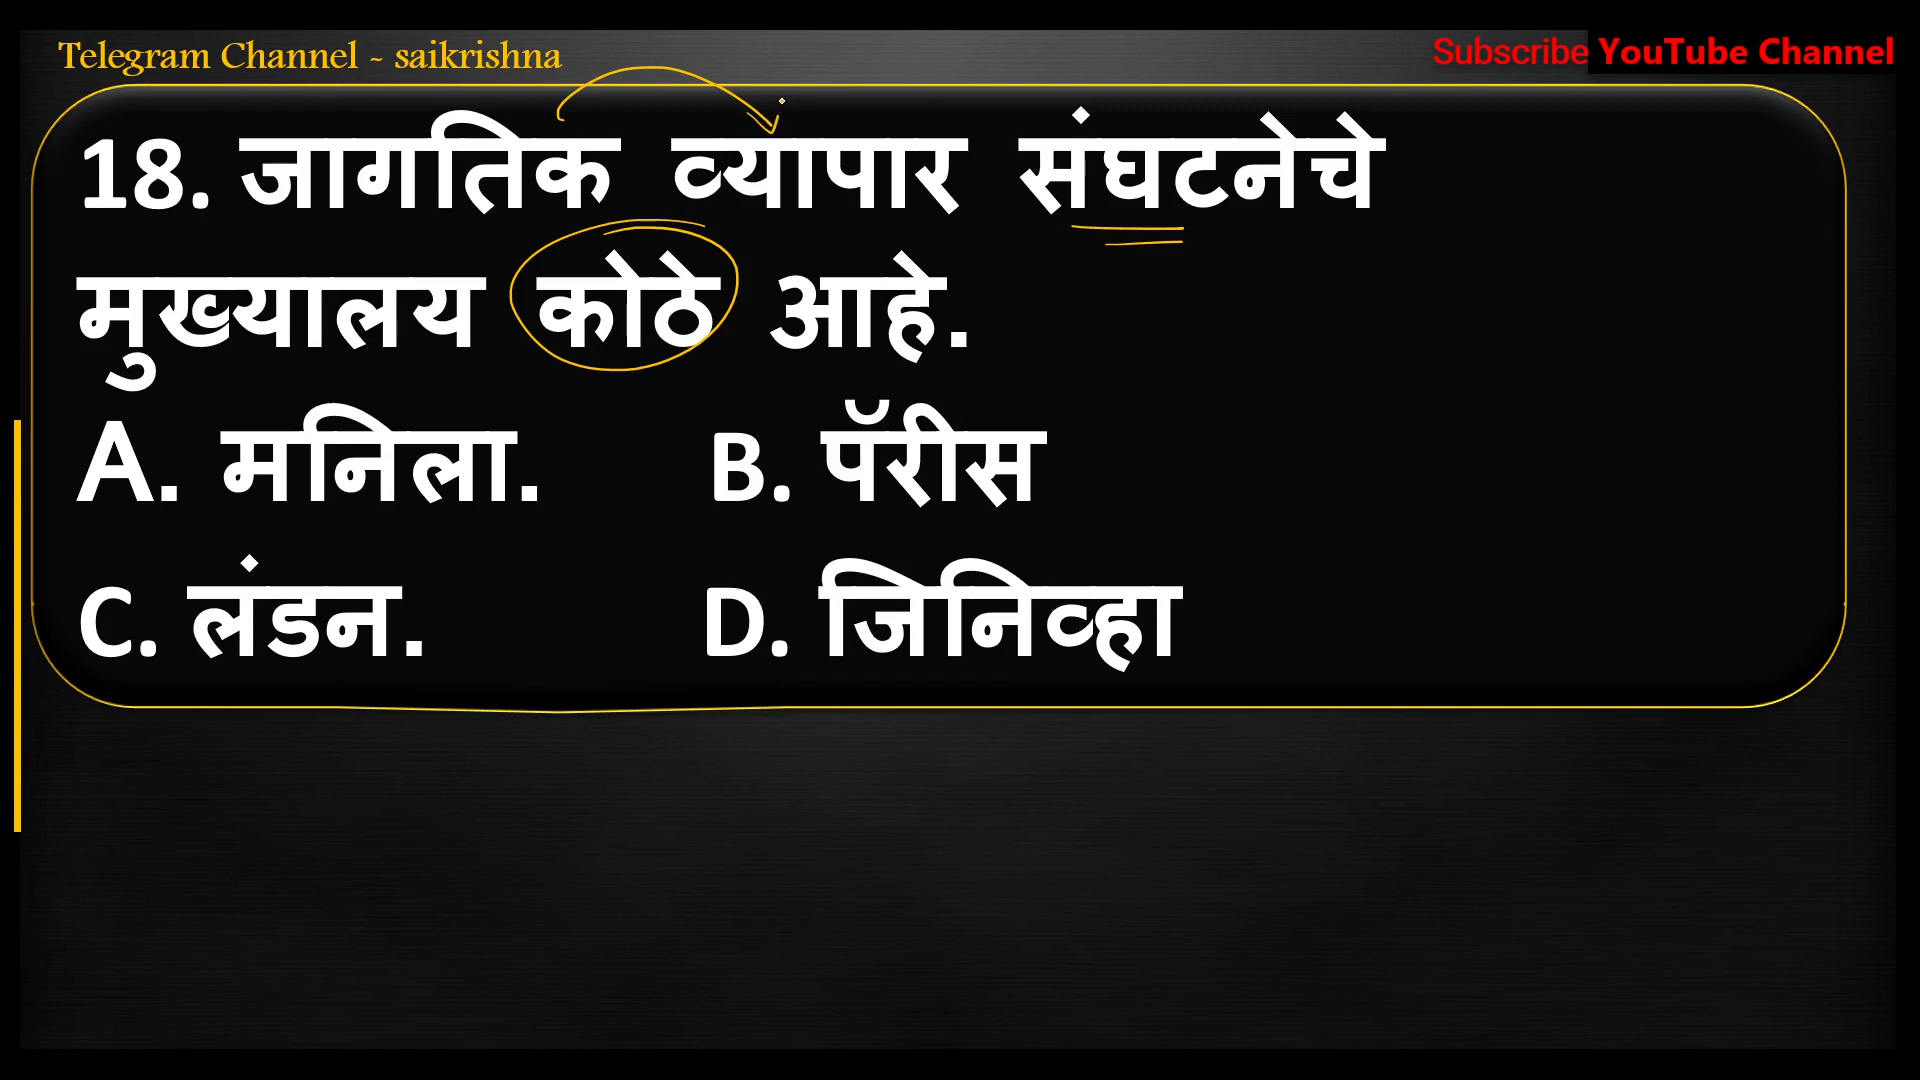 Telegram Channel - saikrishna
Subscribe YouTube Channel
18. जागतिक व्यापार संघटनेचे
मुख्यालय कोठे आहे.
A. मनिला. B. पॅरीस
C. लंडन. D. जिनिव्हा